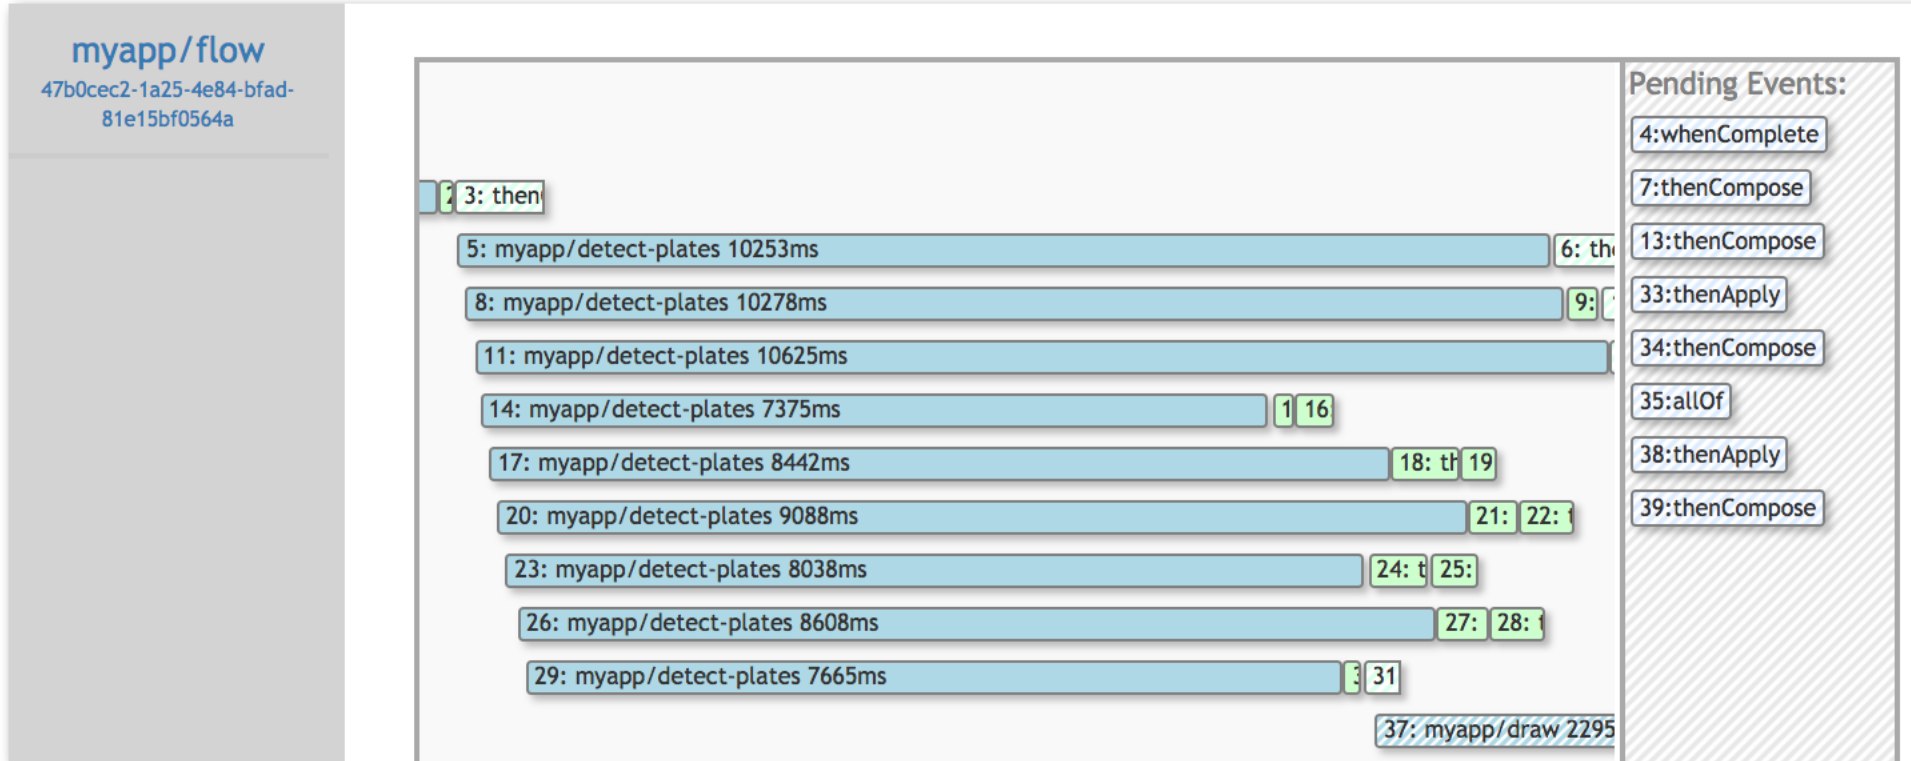 myapp/flow
47b0cec2-1a25-4e84-bfad-
81e15bf0564a
Pending Events:
4:whenComplete
7:thenCompose
13:thenCompose
33:thenApply
34:thenCompose
35:allOf
38:thenApply
39:thenCompose
2
3: then
5: myapp/detect-plates 10253ms
6: the
8: myapp/detect-plates 10278ms
9:
11: myapp/detect-plates 10625ms
14: myapp/detect-plates 7375ms
1
16
17: myapp/detect-plates 8442ms
18: th
19
20: myapp/detect-plates 9088ms
21:
22: t
23: myapp/detect-plates 8038ms
24: t
25:
26: myapp/detect-plates 8608ms
27:
28: t
29: myapp/detect-plates 7665ms
3
31
37: myapp/draw 2295